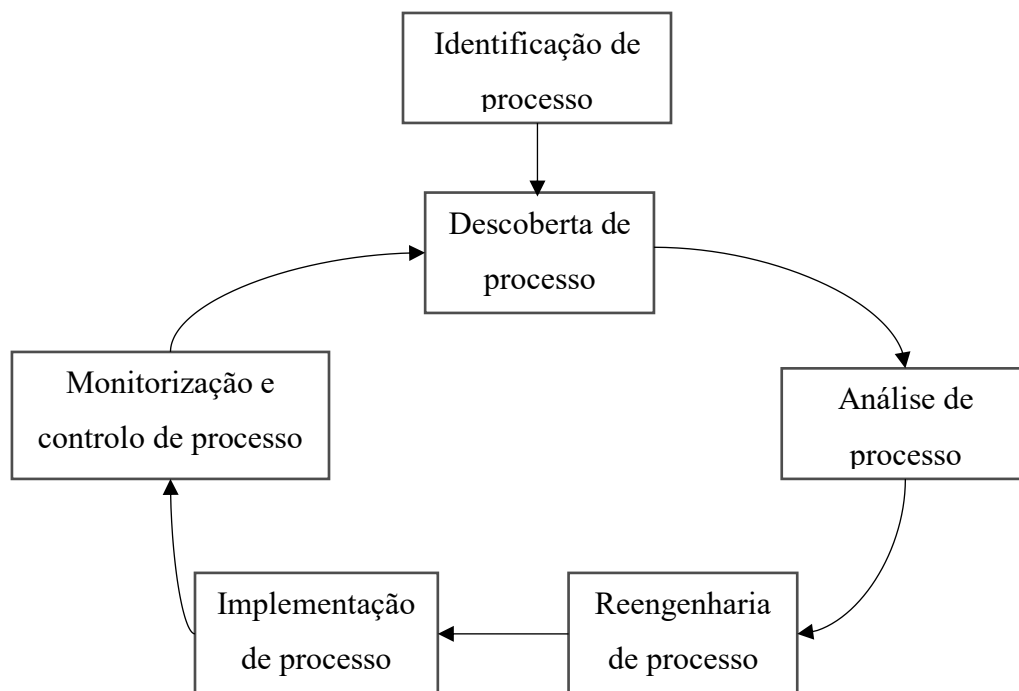 Identificação de
processo
Descoberta de
processo
Monitorização e
controlo de processo
Análise de
processo
Implementação
de processo
Reengenharia
de processo